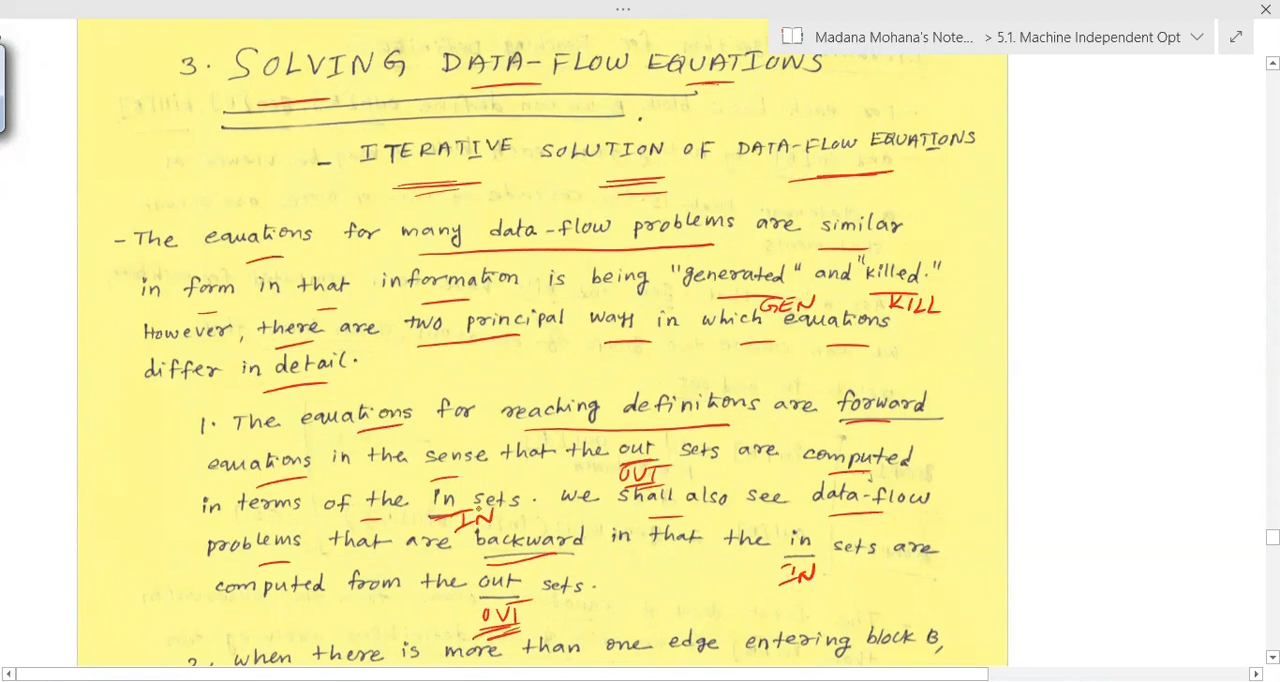 Madana Mohana's Note... > 5.1. Machine Independent Opt
3. SOLVING DATA-FLOW EQUATIONS
- ITERATIVE SOLUTION OF DATA-FLOW EQUATIONS
- The equations for many data-flow problems are similar
in form in that information is being "generated" and "killed."
GEN KILL
However, there are two principal ways in which equations
differ in detail.
1. The equations for reaching definitions are forward
equations in the sense that the out sets are computed
OUT
in terms of the in sets. We shall also see data-flow
IN
problems that are backward in that the in sets are
IN
computed from the out sets.
OUT
2. When there is more than one edge entering block B,